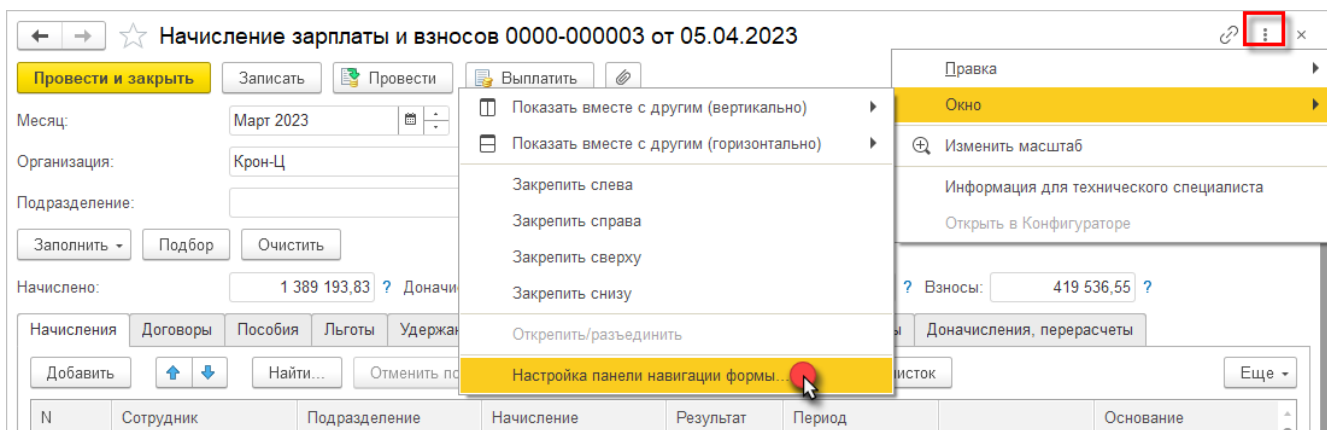 Начисление зарплаты и взносов 0000-000003 от 05.04.2023
Провести и закрыть Записать Провести Выплатить
Правка
Окно
Изменить масштаб
Информация для технического специалиста
Открыть в Конфигураторе
Показать вместе с другим (вертикально)
Показать вместе с другим (горизонтально)
Закрепить слева
Закрепить справа
Закрепить сверху
Закрепить снизу
Открепить/разъединить
Настройка панели навигации формы...
Месяц: Март 2023
Организация: Крон-Ц
Подразделение:
Заполнить Подбор Очистить
Начислено: 1 389 193,83 ? Доначи ? Взносы: 419 536,55 ?
Начисления Договоры Пособия Льготы Удержан ы Доначисления, перерасчеты
Добавить Найти... Отменить по исток Еще
N Сотрудник Подразделение Начисление Результат Период Основание